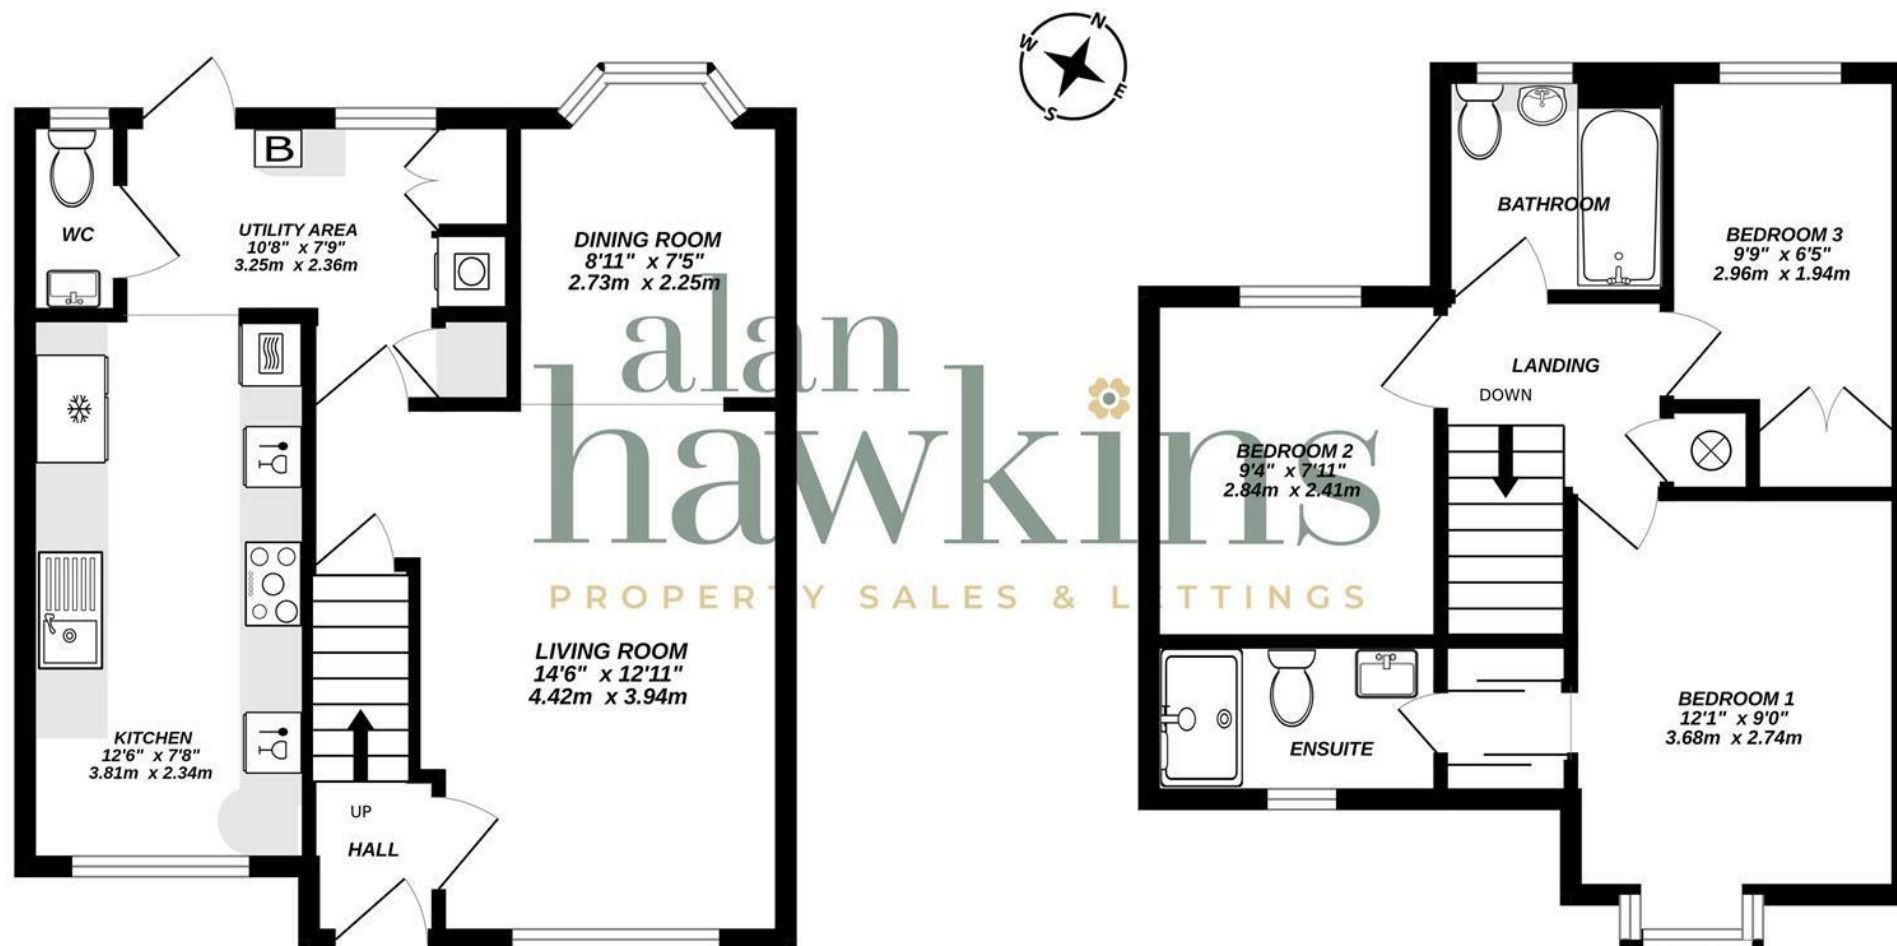 N
W
E
S
B
WC
UTILITY AREA
10'8" x 7'9"
3.25m x 2.36m
DINING ROOM
8'11" x 7'5"
2.73m x 2.25m
KITCHEN
12'6" x 7'8"
3.81m x 2.34m
LIVING ROOM
14'6" x 12'11"
4.42m x 3.94m
UP
HALL
alan
hawkins
PROPERTY SALES & LETTINGS
BATHROOM
BEDROOM 3
9'9" x 6'5"
2.96m x 1.94m
LANDING
DOWN
BEDROOM 2
9'4" x 7'11"
2.84m x 2.41m
ENSUITE
BEDROOM 1
12'1" x 9'0"
3.68m x 2.74m